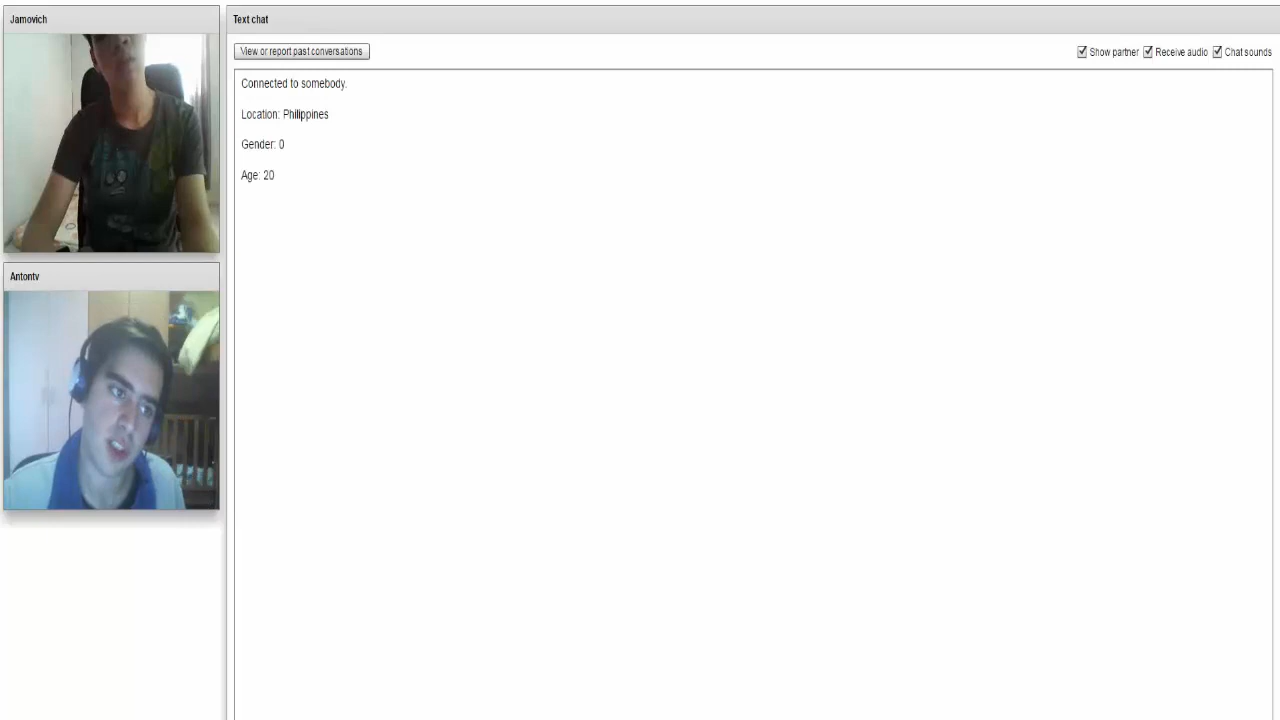 Jamovich
Text chat
View or report past conversations
Show partner
Receive audio
Chat sounds
Connected to somebody.
Location: Philippines
Gender: 0
Age: 20
Antontv